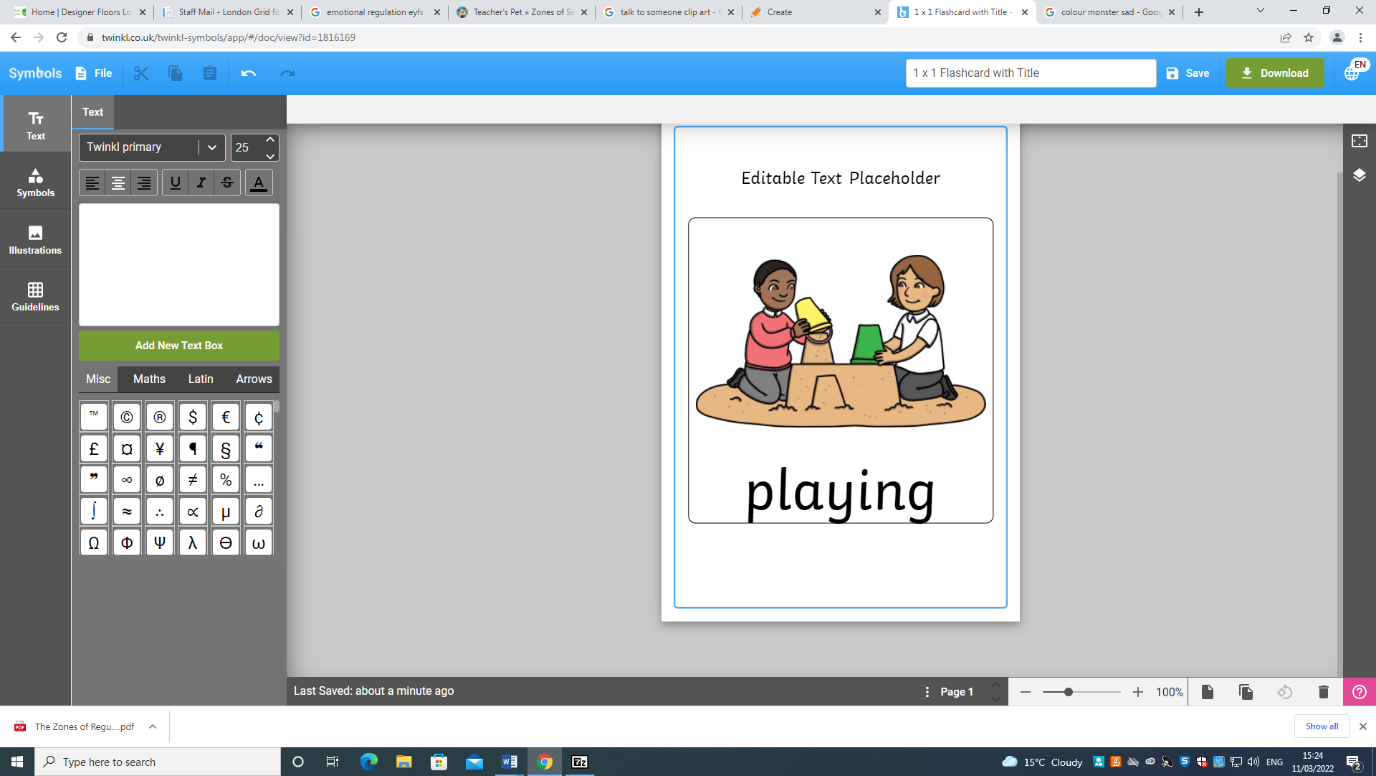 Home | Designer Floors Lo
Staff Mail - London Grid fo
emotional regulation eyfs
Teacher's Pet » Zones of Se
talk to someone clip art - G
Create
1 x 1 Flashcard with Title -
colour monster sad - Goog
twinkl.co.uk/twinkl-symbols/app/#/doc/view?id=1816169
Symbols
File
1 x 1 Flashcard with Title
Save
Download
EN
Text
Text
Twinkl primary
25
U I S A
Symbols
Illustrations
Guidelines
Add New Text Box
Misc Maths Latin Arrows
™ © ® $ € ¢
£ ¤ ¥ ¶ § “
” ∞ ø ≠ % ...
∫ ≈ ∴ ∝ µ ∂
Ω Φ Ψ λ Θ ω
Editable Text Placeholder
playing
Last Saved: about a minute ago
Page 1
100%
The Zones of Regu....pdf
Show all
Type here to search
15°C Cloudy
ENG
15:24
11/03/2022
2